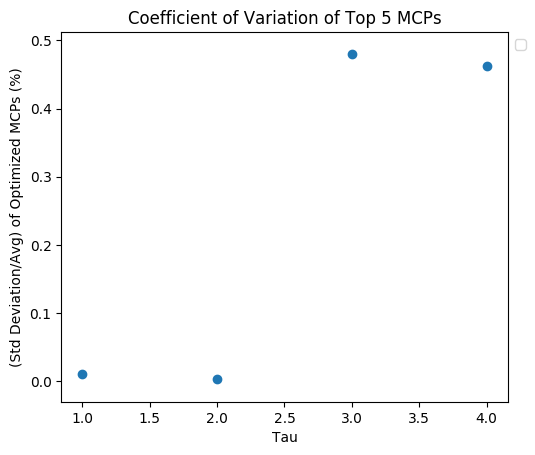 Coefficient of Variation of Top 5 MCPs
(Std Deviation/Avg) of Optimized MCPs (%)
0.5
0.4
0.3
0.2
0.1
0.0
1.0 1.5 2.0 2.5 3.0 3.5 4.0
Tau